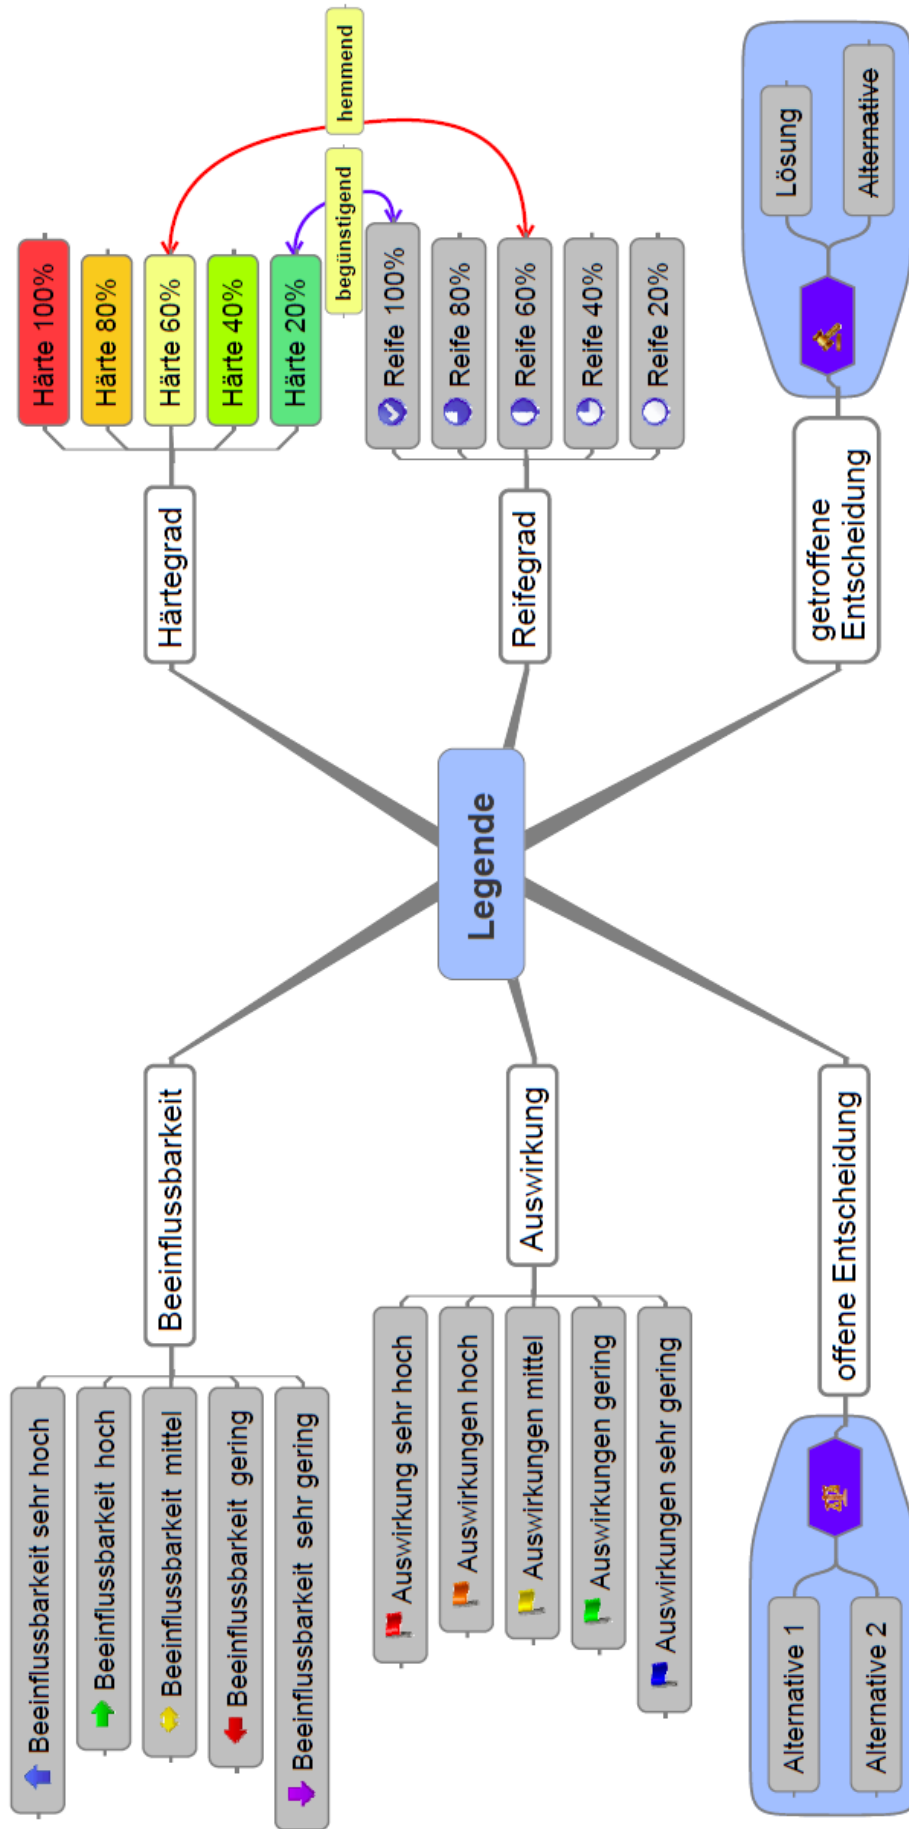 Legende
Beeinflussbarkeit
Beeinflussbarkeit sehr hoch
Beeinflussbarkeit hoch
Beeinflussbarkeit mittel
Beeinflussbarkeit gering
Beeinflussbarkeit sehr gering
Auswirkung
Auswirkung sehr hoch
Auswirkungen hoch
Auswirkungen mittel
Auswirkungen gering
Auswirkungen sehr gering
offene Entscheidung
Alternative 1
Alternative 2
Härtegrad
Härte 100%
Härte 80%
Härte 60%
Härte 40%
Härte 20%
hemmend
begünstigend
Reifegrad
Reife 100%
Reife 80%
Reife 60%
Reife 40%
Reife 20%
getroffene
Entscheidung
Lösung
Alternative